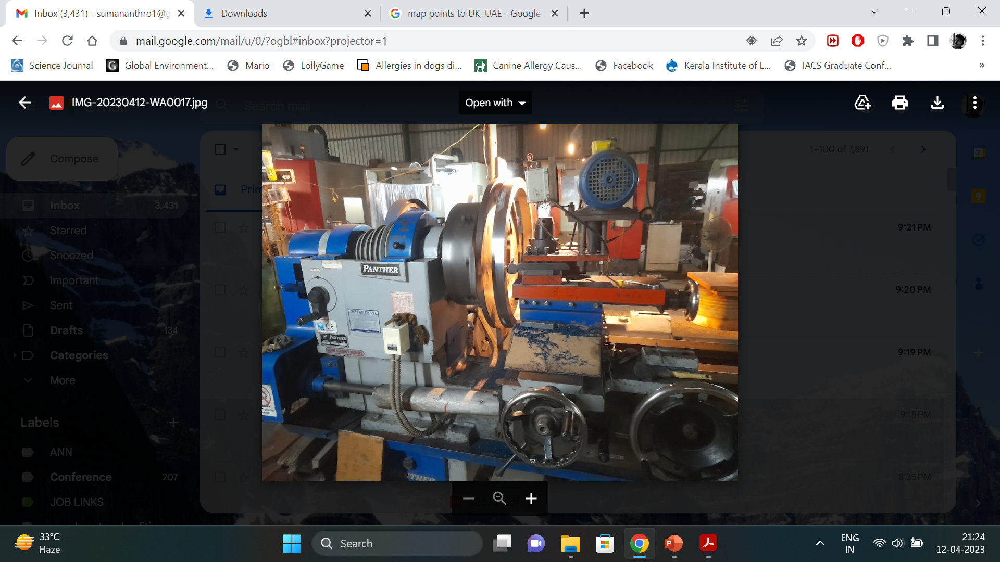 Inbox (3,431) - sumananthro1@g
Downloads
map points to UK, UAE - Google
mail.google.com/mail/u/0/?ogbl#inbox?projector=1
Science Journal
Global Environment...
Mario
LollyGame
Allergies in dogs di...
Canine Allergy Caus...
Facebook
Kerala Institute of L...
IACS Graduate Conf...
»
IMG-20230412-WA0017.jpg
Search mail
Open with
Compose
1–100 of 7,891
31
Prim
Inbox 3,431
Starred
Snoozed
Important
Sent
Drafts 134
Categories
More
9:21 PM
9:20 PM
9:19 PM
9:18 PM
8:35 PM
PANTHER
THREAD CHART
CE
PANTHER
Labels
ANN
Conference 207
JOB LINKS
33°C
Haze
Search
ENG
IN
21:24
12-04-2023